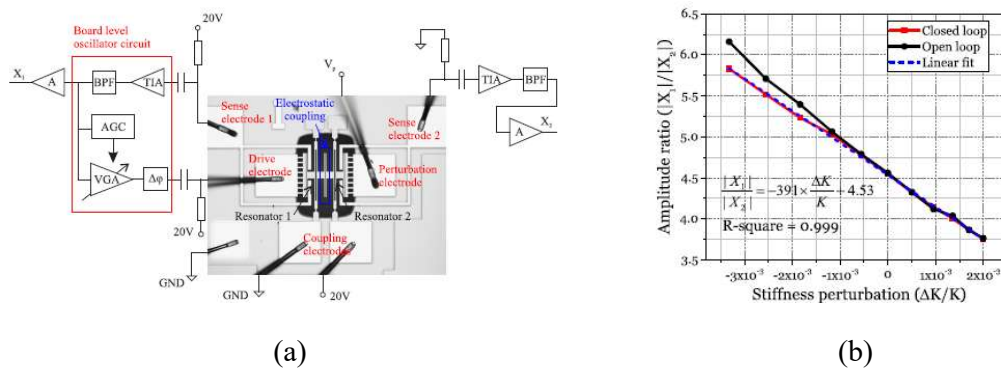 20V
Board level
oscillator circuit
X₁
A
BPF
TIA
AGC
VGA
Δφ
20V
GND
GND
20V
Vₚ
TIA
BPF
A
X₂
Sense
electrode 1
Electrostatic
coupling
Sense
electrode 2
Drive
electrode
Perturbation
electrode
Resonator 1
Resonator 2
Coupling
electrodes
(a)
Amplitude ratio (|X₁|/|X₂|)
6.5
6.0
5.5
5.0
4.5
4.0
3.5
Closed loop
Open loop
Linear fit
|X₁|/|X₂| = -391 × ΔK/K + 4.53
R-square = 0.999
-3x10⁻³ -2x10⁻³ -1x10⁻³ 0 1x10⁻³ 2x10⁻³
Stiffness perturbation (ΔK/K)
(b)